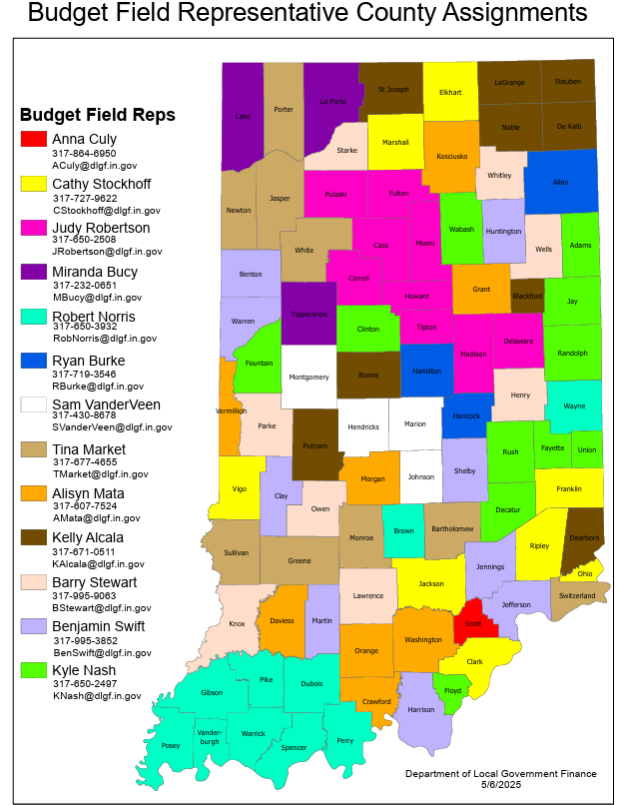 Budget Field Representative County Assignments
Budget Field Reps
Anna Culy
317-864-6950
ACuly@dlgf.in.gov
Cathy Stockhoff
317-727-9622
CStockhoff@dlgf.in.gov
Judy Robertson
317-650-2508
JRobertson@dlgf.in.gov
Miranda Bucy
317-232-0651
MBucy@dlgf.in.gov
Robert Norris
317-650-3932
RobNorris@dlgf.in.gov
Ryan Burke
317-719-3546
RBurke@dlgf.in.gov
Sam VanderVeen
317-430-8678
SVanderVeen@dlgf.in.gov
Tina Market
317-677-4655
TMarket@dlgf.in.gov
Alisyn Mata
317-607-7524
AMata@dlgf.in.gov
Kelly Alcala
317-671-0511
KAlcala@dlgf.in.gov
Barry Stewart
317-995-9063
BStewart@dlgf.in.gov
Benjamin Swift
317-995-3852
BenSwift@dlgf.in.gov
Kyle Nash
317-650-2497
KNash@dlgf.in.gov
Lake
Porter
La Porte
St Joseph
Elkhart
LaGrange
Steuben
Noble
De Kalb
Starke
Marshall
Kosciusko
Whitley
Allen
Newton
Jasper
Pulaski
Fulton
Wabash
Huntington
Wells
Adams
White
Cass
Miami
Benton
Carroll
Howard
Grant
Blackford
Jay
Warren
Tippecanoe
Clinton
Tipton
Madison
Delaware
Randolph
Fountain
Montgomery
Boone
Hamilton
Henry
Wayne
Vermillion
Parke
Putnam
Hendricks
Marion
Hancock
Rush
Fayette
Union
Vigo
Clay
Owen
Morgan
Johnson
Shelby
Decatur
Franklin
Sullivan
Greene
Monroe
Brown
Bartholomew
Jennings
Ripley
Dearborn
Ohio
Switzerland
Jefferson
Knox
Daviess
Martin
Lawrence
Jackson
Scott
Orange
Washington
Clark
Gibson
Pike
Dubois
Crawford
Harrison
Floyd
Posey
Vander-
burgh
Warrick
Spencer
Perry
Department of Local Government Finance
5/6/2025